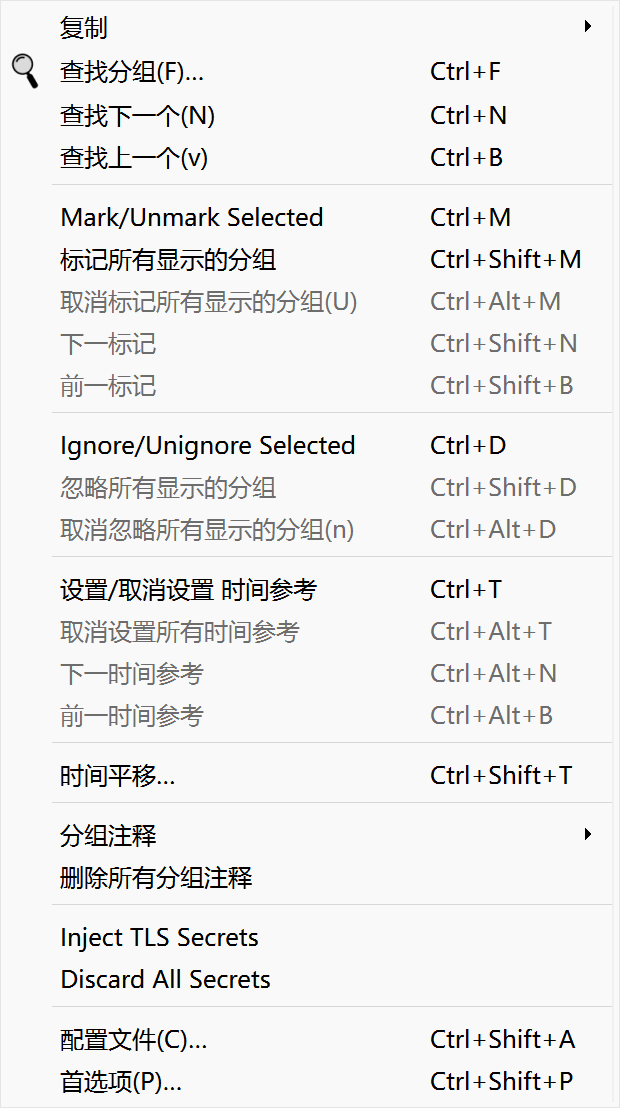 复制
查找分组(F)... Ctrl+F
查找下一个(N) Ctrl+N
查找上一个(v) Ctrl+B
Mark/Unmark Selected Ctrl+M
标记所有显示的分组 Ctrl+Shift+M
取消标记所有显示的分组(U) Ctrl+Alt+M
下一标记 Ctrl+Shift+N
前一标记 Ctrl+Shift+B
Ignore/Unignore Selected Ctrl+D
忽略所有显示的分组 Ctrl+Shift+D
取消忽略所有显示的分组(n) Ctrl+Alt+D
设置/取消设置 时间参考 Ctrl+T
取消设置所有时间参考 Ctrl+Alt+T
下一时间参考 Ctrl+Alt+N
前一时间参考 Ctrl+Alt+B
时间平移... Ctrl+Shift+T
分组注释
删除所有分组注释
Inject TLS Secrets
Discard All Secrets
配置文件(C)... Ctrl+Shift+A
首选项(P)... Ctrl+Shift+P